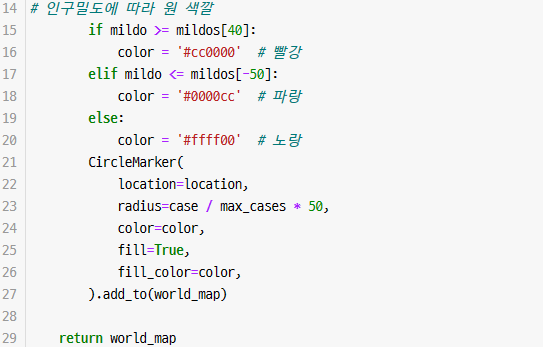 14 # 인구밀도에 따라 원 색깔
15         if mildo >= mildos[40]:
16             color = '#cc0000'  # 빨강
17         elif mildo <= mildos[-50]:
18             color = '#0000cc'  # 파랑
19         else:
20             color = '#ffff00'  # 노랑
21         CircleMarker(
22             location=location,
23             radius=case / max_cases * 50,
24             color=color,
25             fill=True,
26             fill_color=color,
27         ).add_to(world_map)
28
29     return world_map